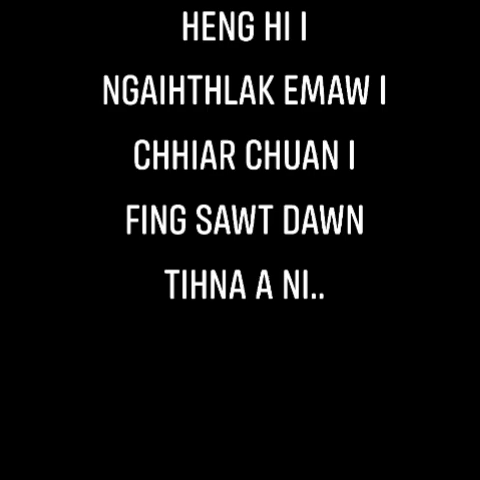 HENG HI I
NGAIHTHLAK EMAW I
CHHIAR CHUAN I
FING SAWT DAWN
TIHNA A NI..